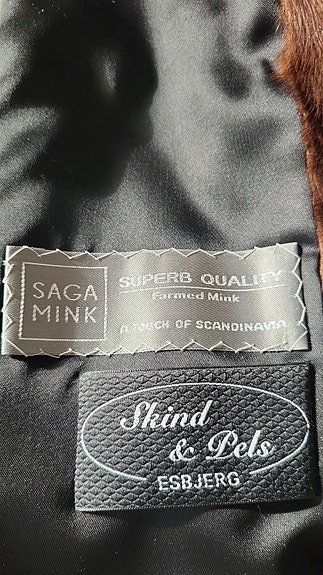 SAGA
MINK
SUPERB QUALITY
Farmed Mink
A TOUCH OF SCANDINAVIA
Skind
& Pels
ESBJERG